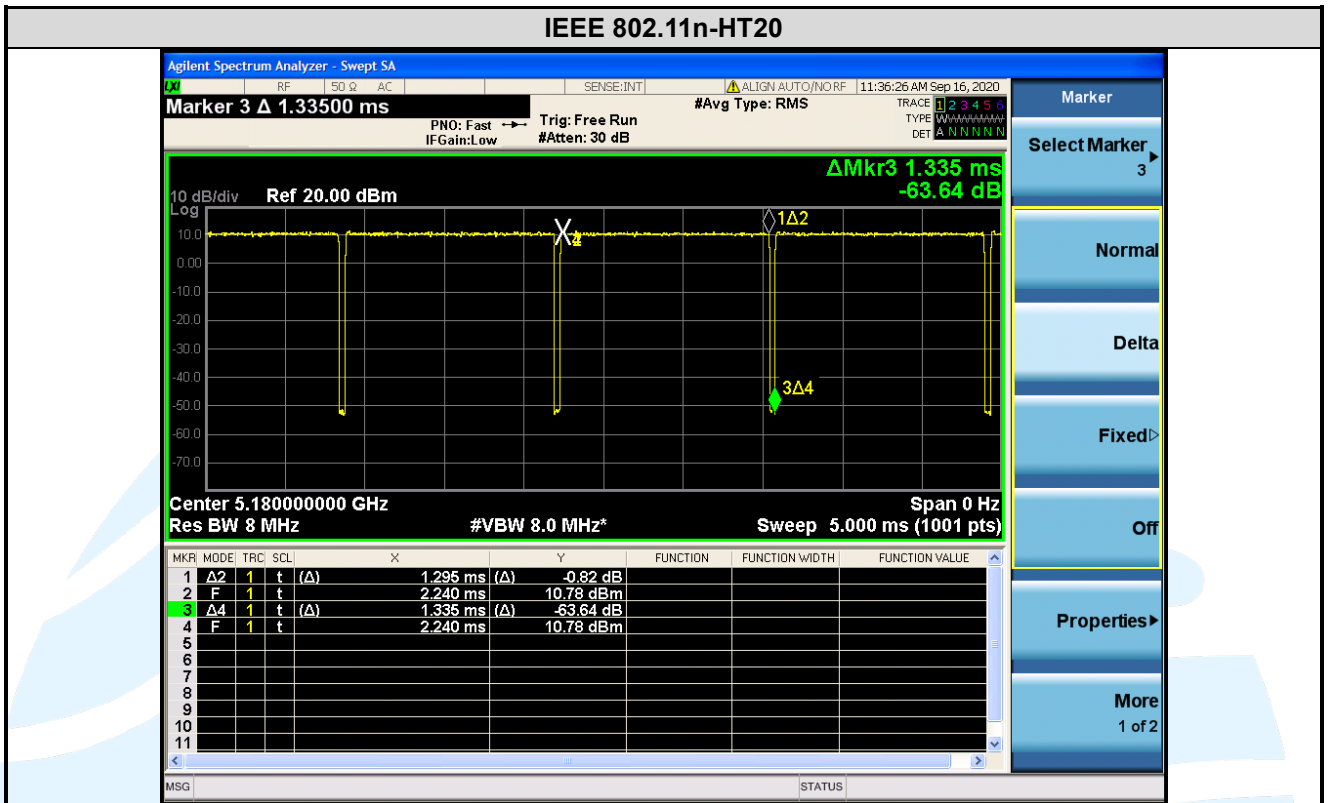 IEEE 802.11n-HT20
Agilent Spectrum Analyzer - Swept SA
LXI RF 50 Ω AC SENSE:INT ALIGN AUTO/NO RF 11:36:26 AM Sep 16, 2020
Marker 3 Δ 1.33500 ms
PNO: Fast
IFGain:Low
Trig: Free Run
#Atten: 30 dB
#Avg Type: RMS
TRACE 1 2 3 4 5 6
TYPE WWWWWW
DET A N N N N N
ΔMkr3 1.335 ms
-63.64 dB
10 dB/div Ref 20.00 dBm
Log
10.0
0.00
-10.0
-20.0
-30.0
-40.0
-50.0
-60.0
-70.0
X
4
1Δ2
3Δ4
Center 5.180000000 GHz Span 0 Hz
Res BW 8 MHz #VBW 8.0 MHz* Sweep 5.000 ms (1001 pts)
MKR MODE TRC SCL X Y FUNCTION FUNCTION WIDTH FUNCTION VALUE
1 Δ2 1 t (Δ) 1.295 ms (Δ) -0.82 dB
2 F 1 t 2.240 ms 10.78 dBm
3 Δ4 1 t (Δ) 1.335 ms (Δ) -63.64 dB
4 F 1 t 2.240 ms 10.78 dBm
5
6
7
8
9
10
11
MSG STATUS
Marker
Select Marker
3
Normal
Delta
Fixed
Off
Properties
More
1 of 2